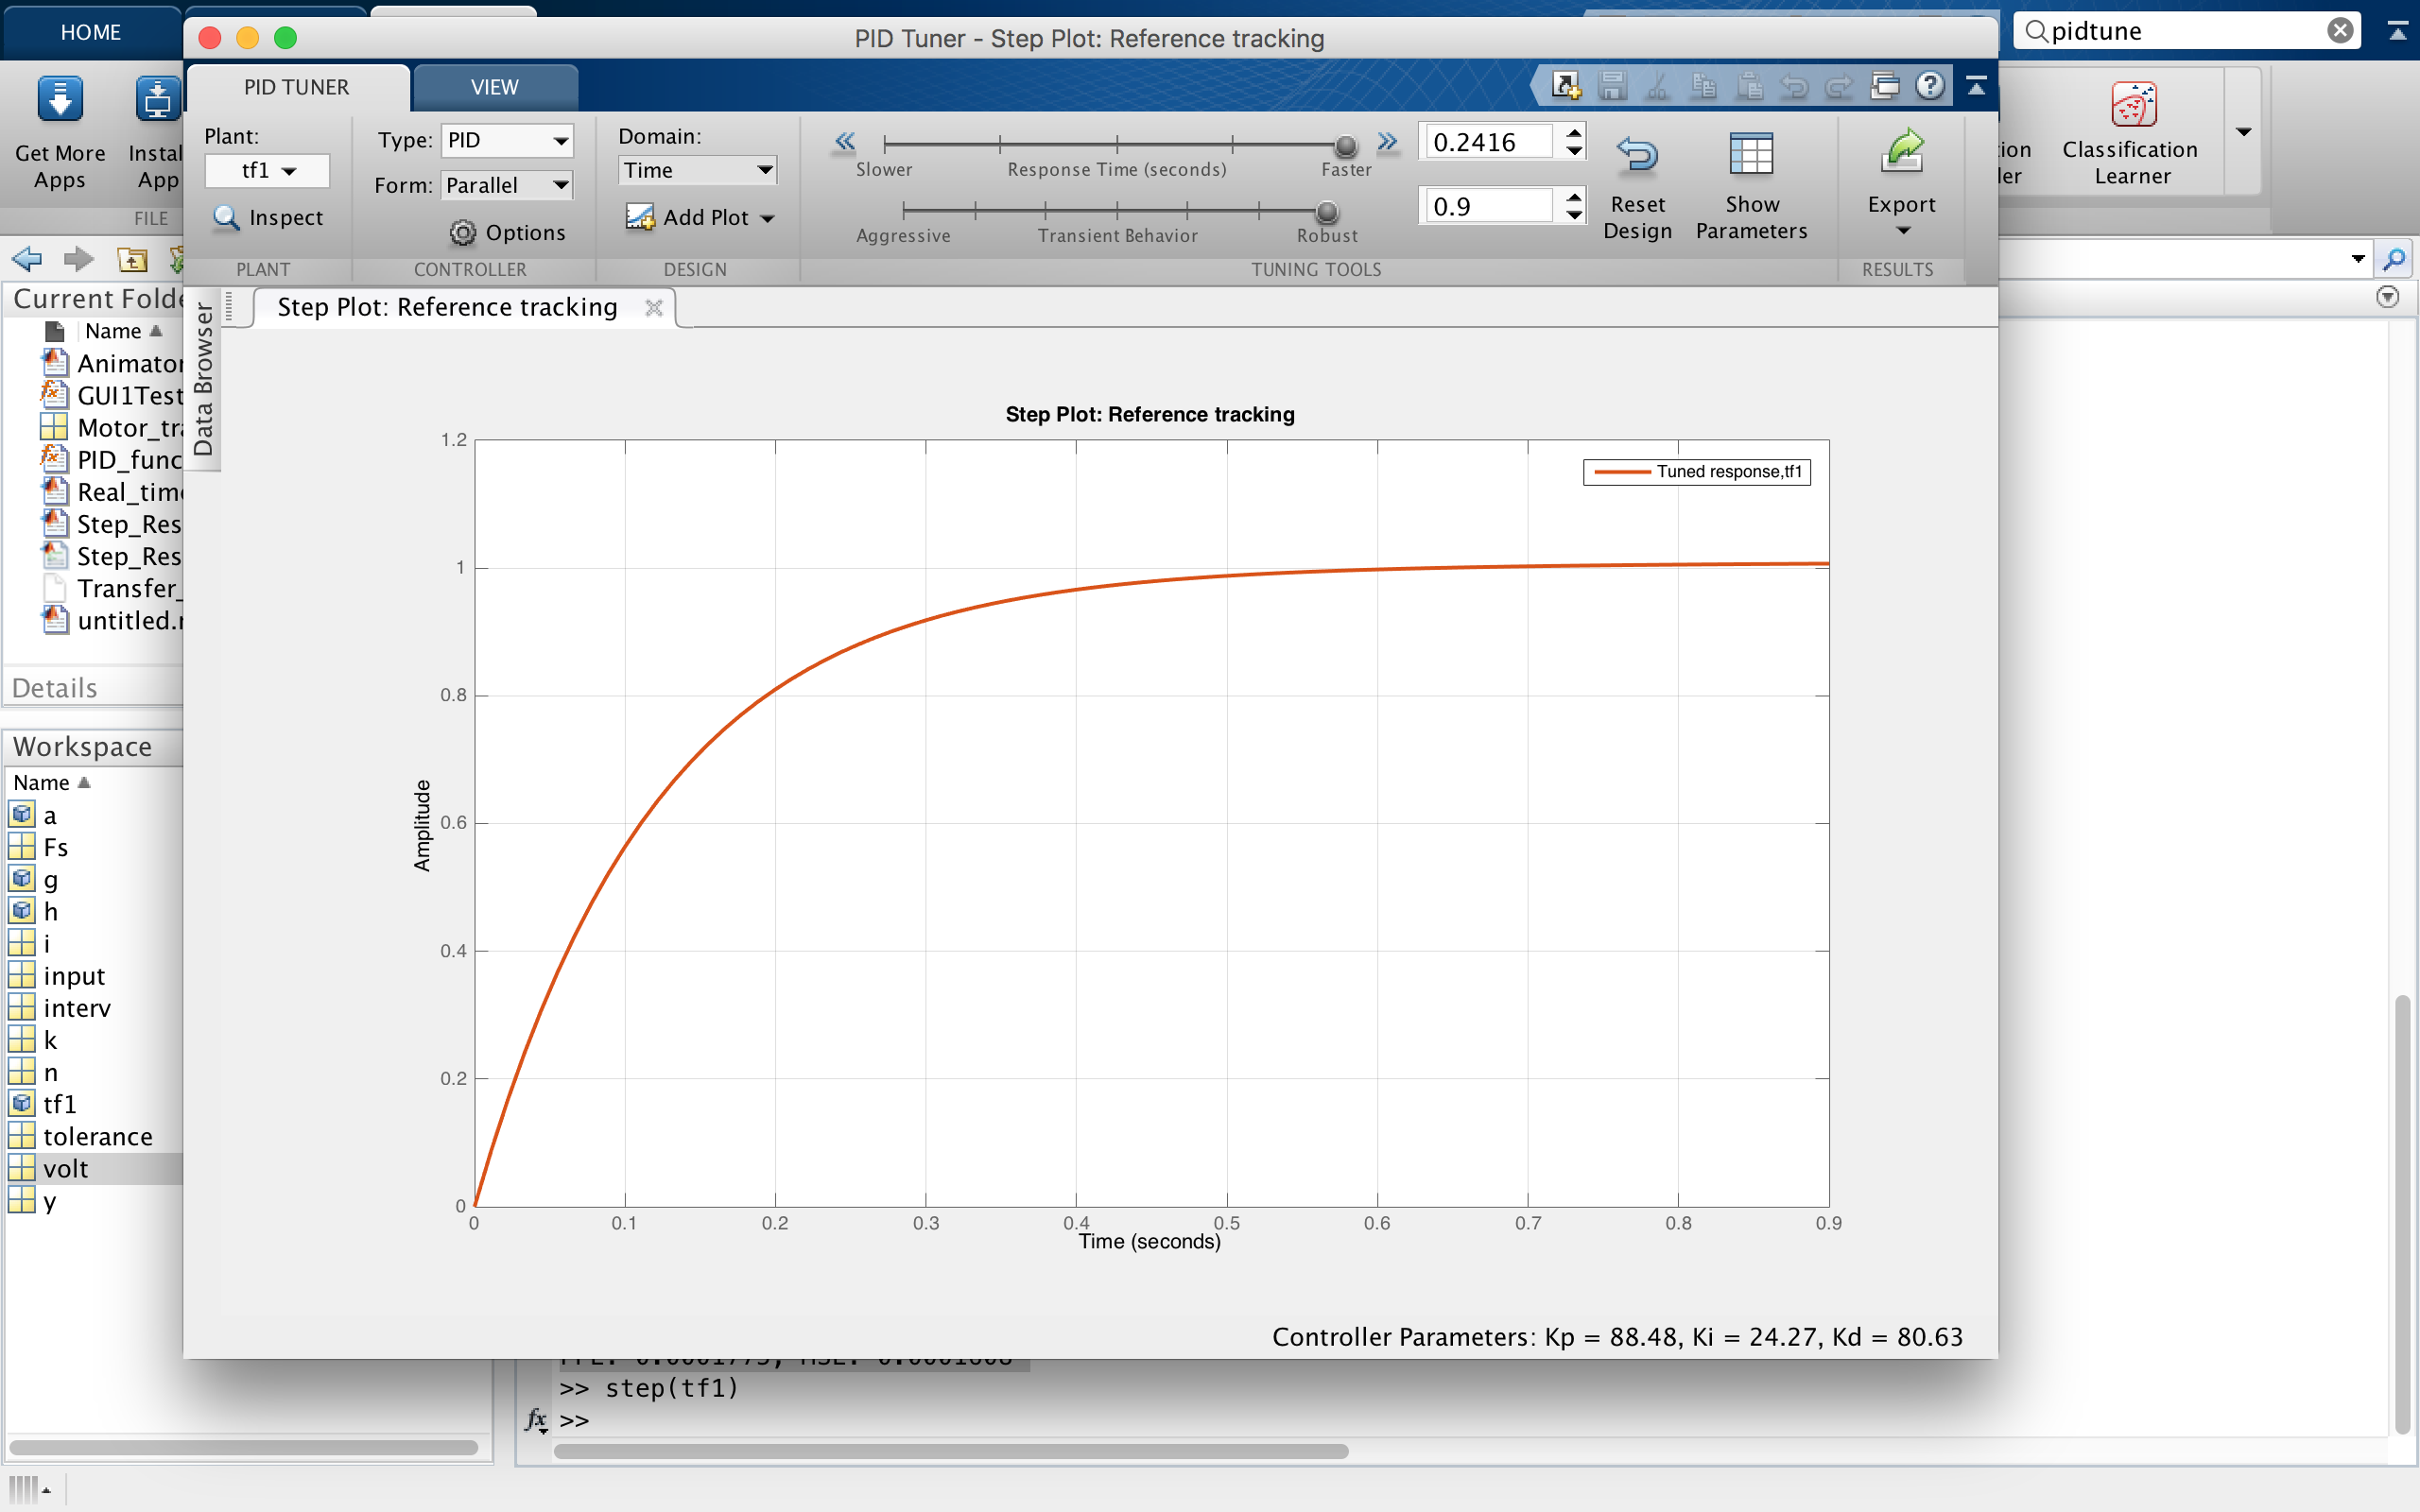 HOME
pidtune
PID Tuner - Step Plot: Reference tracking
PID TUNER
VIEW
Get More Apps
FILE
Plant:
tf1
Inspect
PLANT
Type: PID
Form: Parallel
Options
CONTROLLER
Domain:
Time
Add Plot
DESIGN
Slower
Response Time (seconds)
Faster
0.2416
Aggressive
Transient Behavior
Robust
0.9
Reset Design
Show Parameters
TUNING TOOLS
Export
RESULTS
Classification Learner
Current Folde
Name
Animator
GUI1Test
Motor_tra
PID_func
Real_time
Step_Res
Step_Res
Transfer_
untitled.
Details
Workspace
Name
a
Fs
g
h
i
input
interv
k
n
tf1
tolerance
volt
y
Data Browser
Step Plot: Reference tracking
Step Plot: Reference tracking
Tuned response,tf1
Amplitude
1.2
1
0.8
0.6
0.4
0.2
0
0 0.1 0.2 0.3 0.4 0.5 0.6 0.7 0.8 0.9
Time (seconds)
Controller Parameters: Kp = 88.48, Ki = 24.27, Kd = 80.63
>> step(tf1)
fx >>